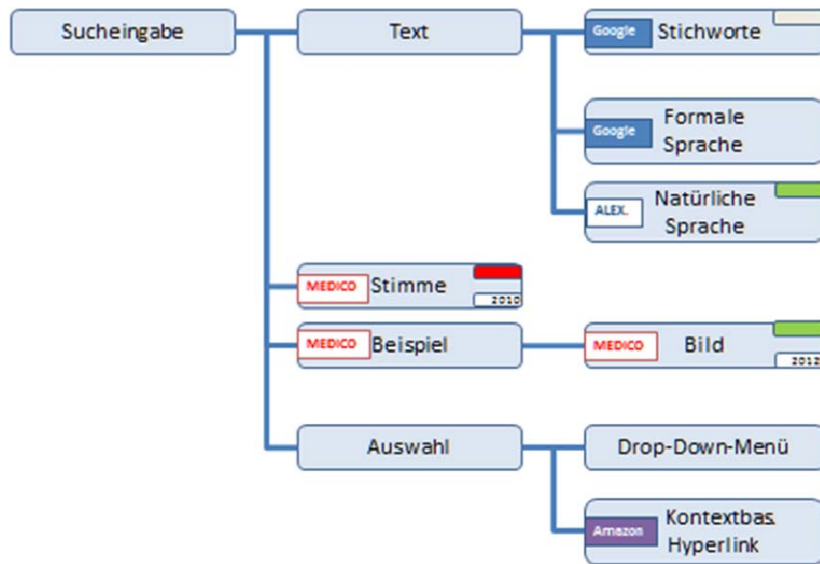 Sucheingabe
Text
Google Stichworte
Google Formale
Sprache
ALEX. Natürliche
Sprache
MEDICO Stimme
2010
MEDICO Beispiel
MEDICO Bild
2012
Auswahl
Drop-Down-Menü
Amazon Kontextbas.
Hyperlink